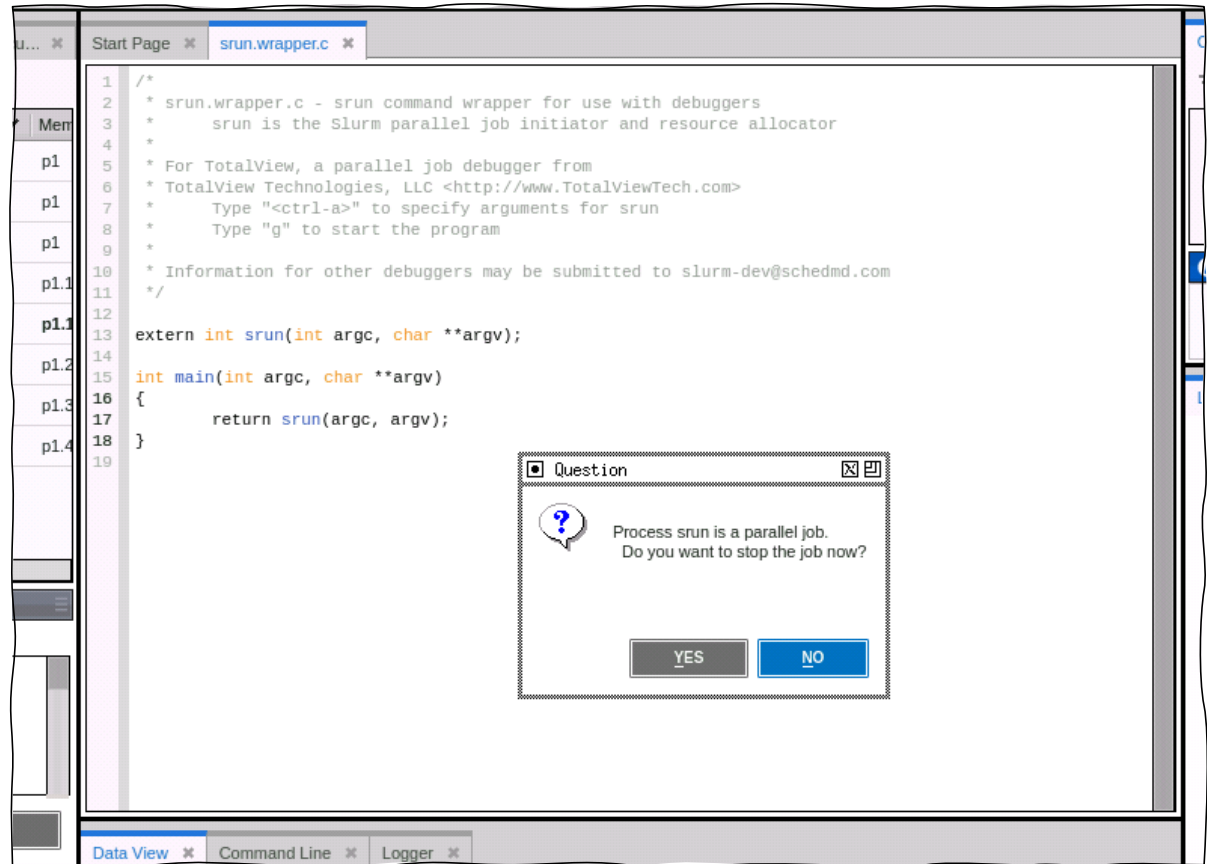 u... ×
Start Page ×
srun.wrapper.c ×
Mem
p1
p1
p1
p1.1
p1.1
p1.2
p1.3
p1.4
1 /*
2  * srun.wrapper.c - srun command wrapper for use with debuggers
3  *      srun is the Slurm parallel job initiator and resource allocator
4  *
5  * For TotalView, a parallel job debugger from
6  * TotalView Technologies, LLC <http://www.TotalViewTech.com>
7  *      Type "<ctrl-a>" to specify arguments for srun
8  *      Type "g" to start the program
9  *
10  * Information for other debuggers may be submitted to slurm-dev@schedmd.com
11  */
12
13 extern int srun(int argc, char **argv);
14
15 int main(int argc, char **argv)
16 {
17         return srun(argc, argv);
18 }
19
Question
?
Process srun is a parallel job.
Do you want to stop the job now?
YES
NO
Data View ×
Command Line ×
Logger ×